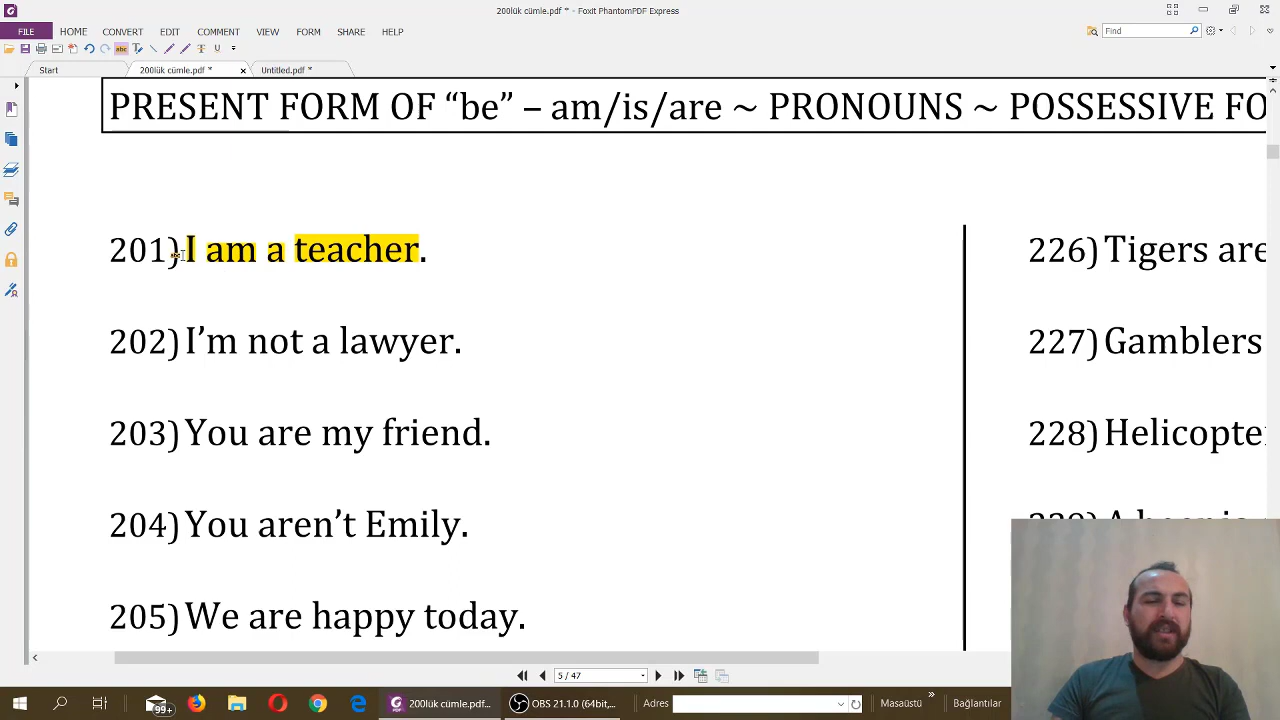 200lük cümle.pdf * - Foxit PhantomPDF Express
FILE HOME CONVERT EDIT COMMENT VIEW FORM SHARE HELP
Find
Start 200lük cümle.pdf * Untitled.pdf *
PRESENT FORM OF “be” – am/is/are ~ PRONOUNS ~ POSSESSIVE FO
201) I am a teacher.
202) I’m not a lawyer.
203) You are my friend.
204) You aren’t Emily.
205) We are happy today.
226) Tigers are
227) Gamblers
228) Helicopte
5 / 47
99+
200lük cümle.pdf...
OBS 21.1.0 (64bit,...
Adres
Masaüstü
Bağlantılar